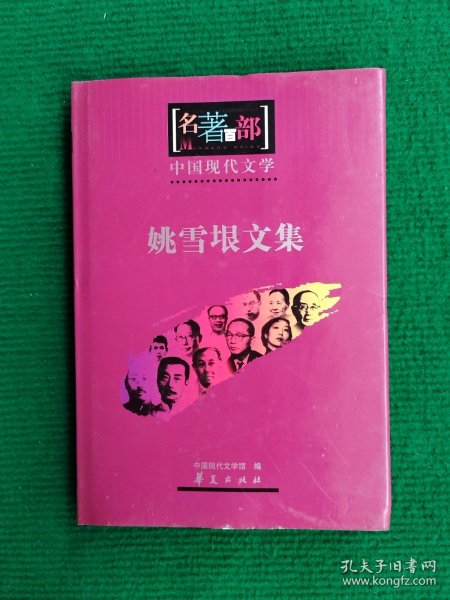 [名著百部]
中国现代文学
姚雪垠文集
中国现代文学馆 编
华夏出版社
孔夫子旧书网
www.kongfz.com